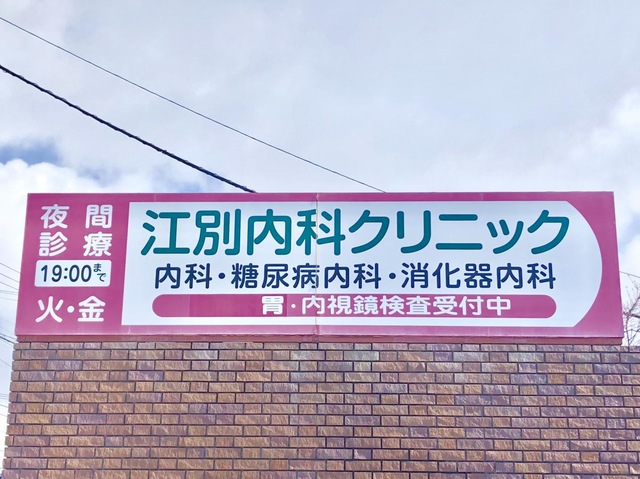 夜間
診療
19:00まで
火・金
江別内科クリニック
内科・糖尿病内科・消化器内科
胃・内視鏡検査受付中